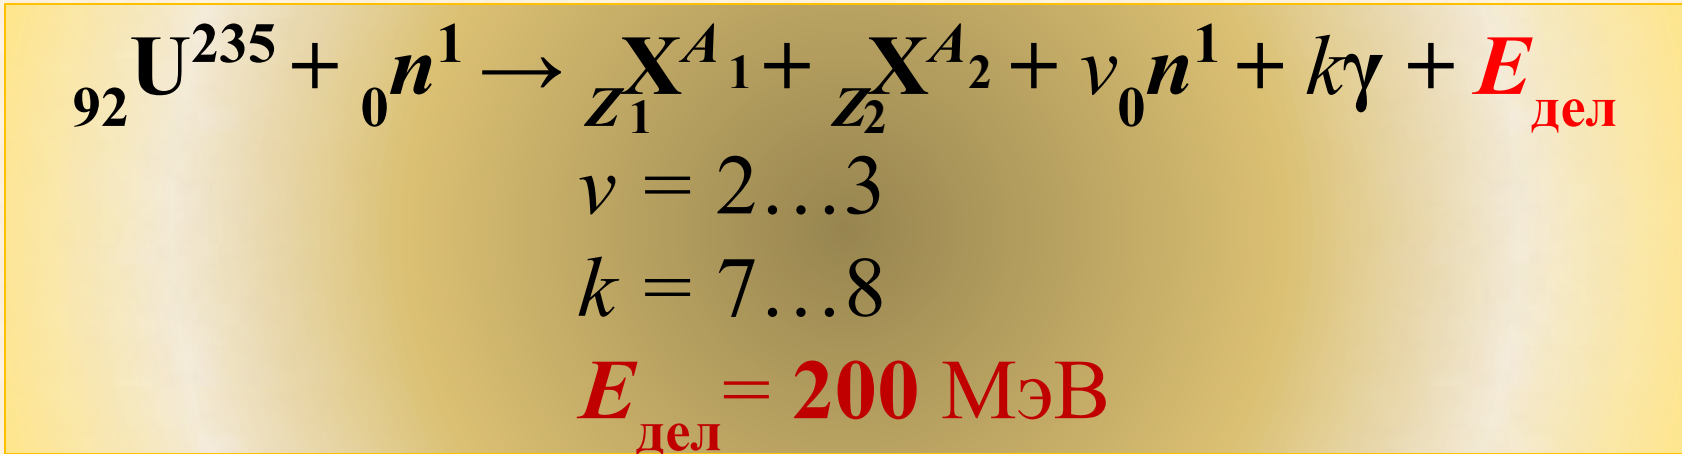 ₉₂U²³⁵ + ₀n¹ → Z₁X^A₁ + Z₂X^A₂ + ν₀n¹ + kγ + Eдел
ν = 2…3
k = 7…8
Eдел = 200 МэВ